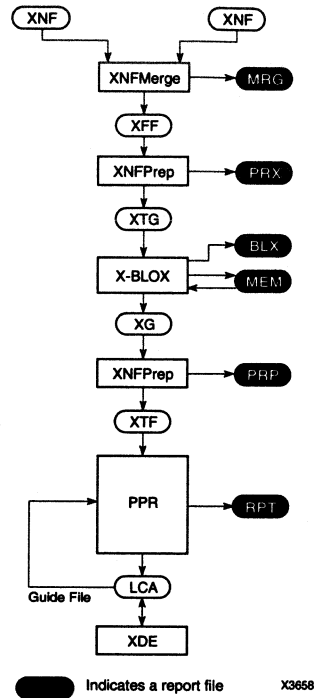 XNF
XNF
XNFMerge
MRG
XFF
XNFPrep
PRX
XTG
BLX
X-BLOX
MEM
XG
XNFPrep
PRP
XTF
PPR
RPT
LCA
Guide File
XDE
Indicates a report file
X3658